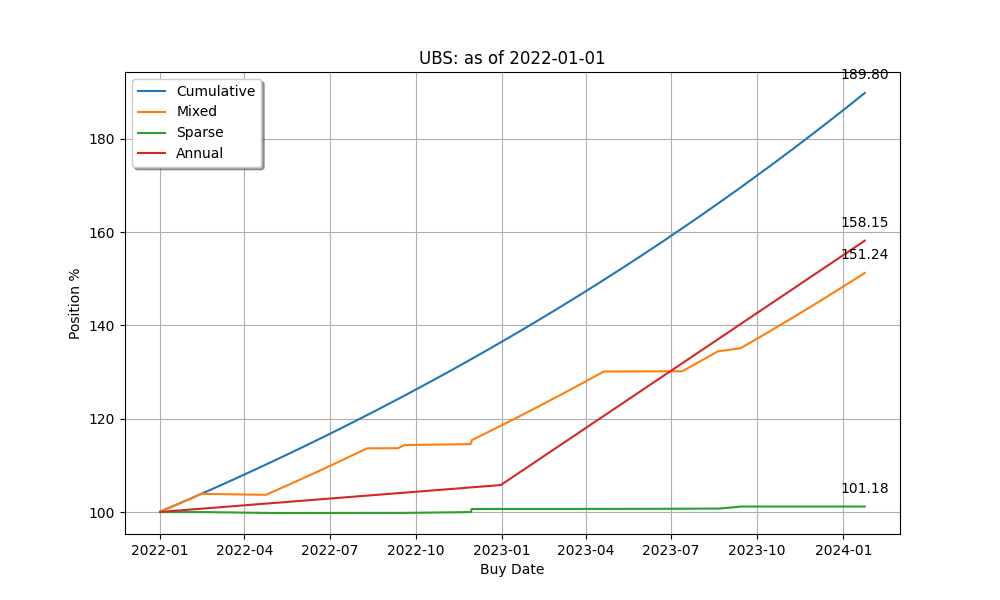 UBS: as of 2022-01-01
Cumulative
Mixed
Sparse
Annual
189.80
158.15
151.24
101.18
Position %
180
160
140
120
100
2022-01 2022-04 2022-07 2022-10 2023-01 2023-04 2023-07 2023-10 2024-01
Buy Date